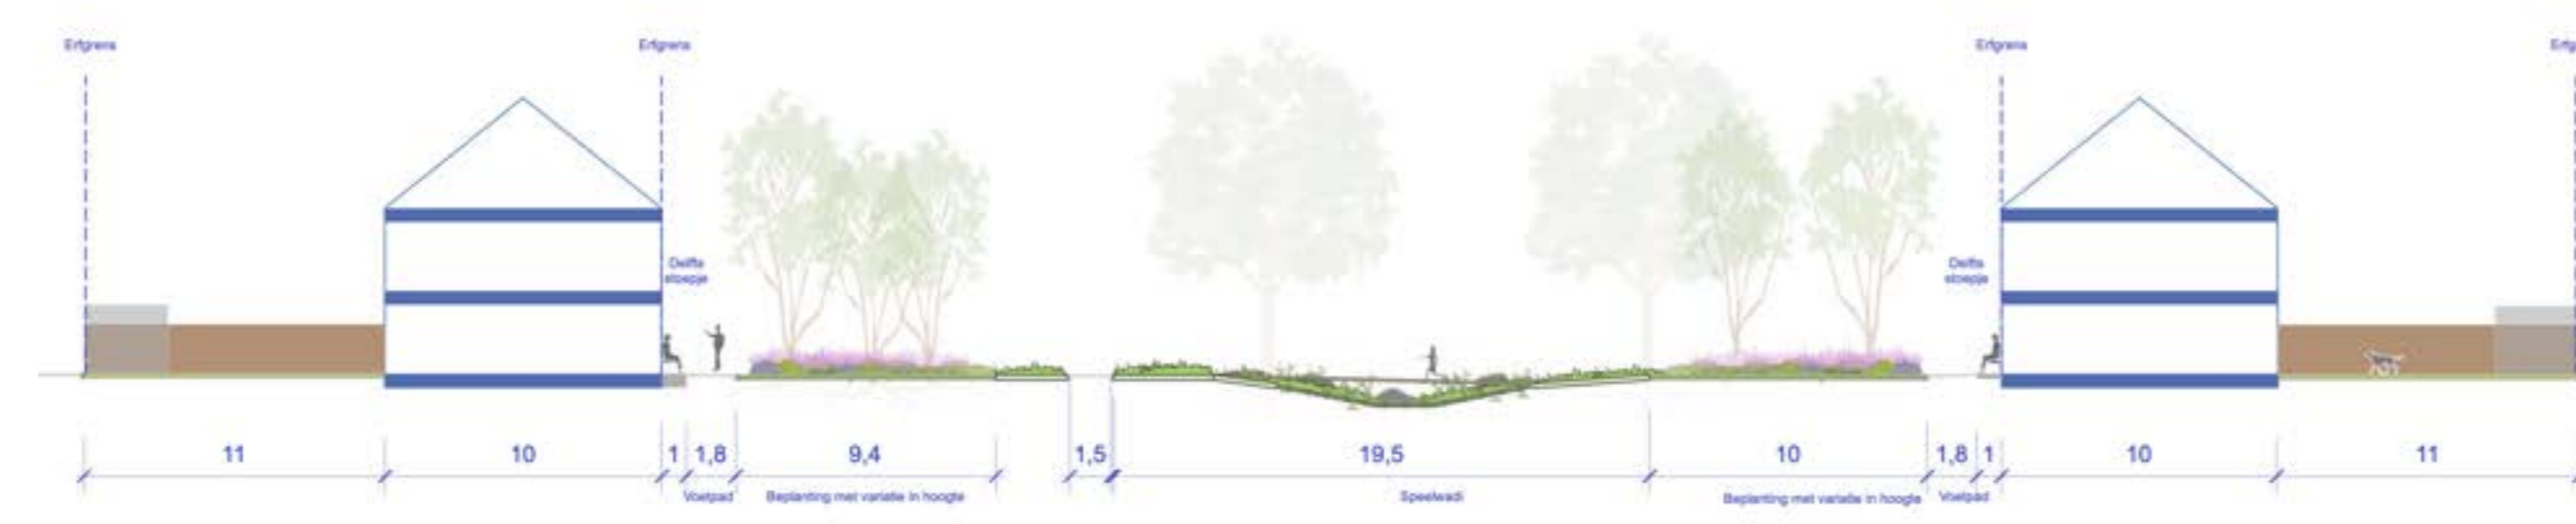 Erfgrens
Erfgrens
Erfgrens
Erfg
Delfts
stoepje
Delfts
stoepje
11
10
1
1,8
9,4
1,5
19,5
10
1,8
1
10
11
Voetpad
Beplanting met variatie in hoogte
Speelwadi
Beplanting met variatie in hoogte
Voetpad